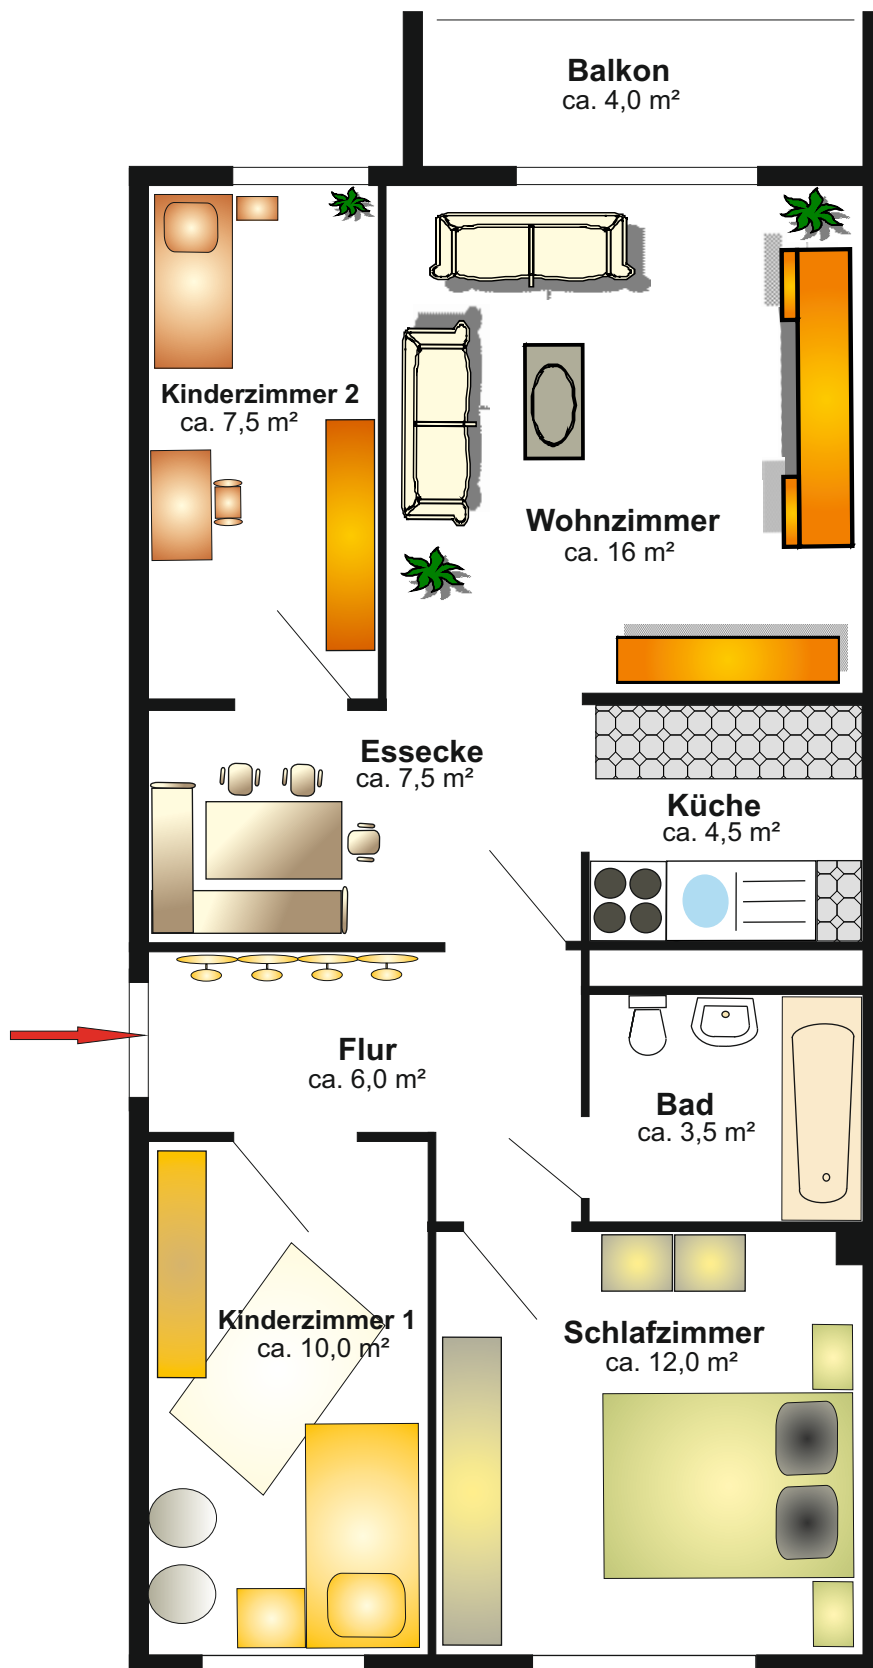 Balkon
ca. 4,0 m²
Kinderzimmer 2
ca. 7,5 m²
Wohnzimmer
ca. 16 m²
Essecke
ca. 7,5 m²
Küche
ca. 4,5 m²
Flur
ca. 6,0 m²
Bad
ca. 3,5 m²
Kinderzimmer 1
ca. 10,0 m²
Schlafzimmer
ca. 12,0 m²